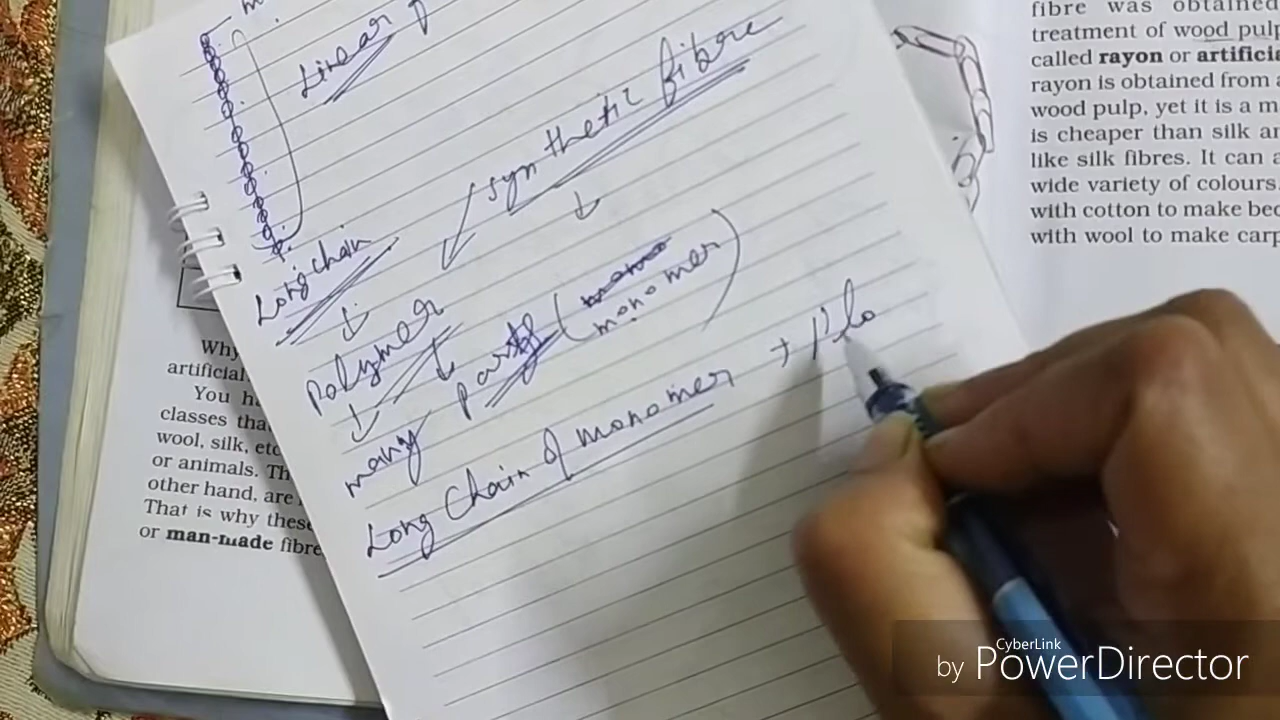 Linear
synthetic fibre
Long chain
Polymer
many parts (monomer)
Long Chain of monomer +
Why
artificial
You h
classes tha
wool, silk, etc
or animals. Th
other hand, are
That is why these
or man-made fibre
fibre was obtained
treatment of wood pulp
called rayon or artificia
rayon is obtained from a
wood pulp, yet it is a m
is cheaper than silk an
like silk fibres. It can a
wide variety of colours.
with cotton to make bed
with wool to make carp
CyberLink
by PowerDirector